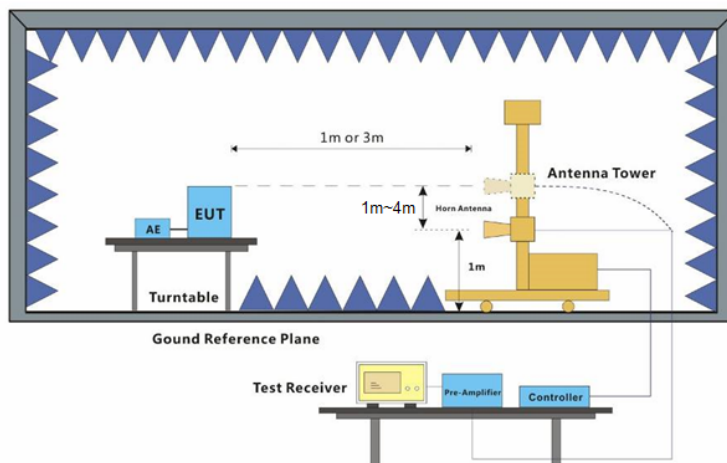 1m or 3m
Antenna Tower
1m~4m
Horn Antenna
EUT
AE
1m
Turntable
Gound Reference Plane
Test Receiver
Pre-Amplifier
Controller